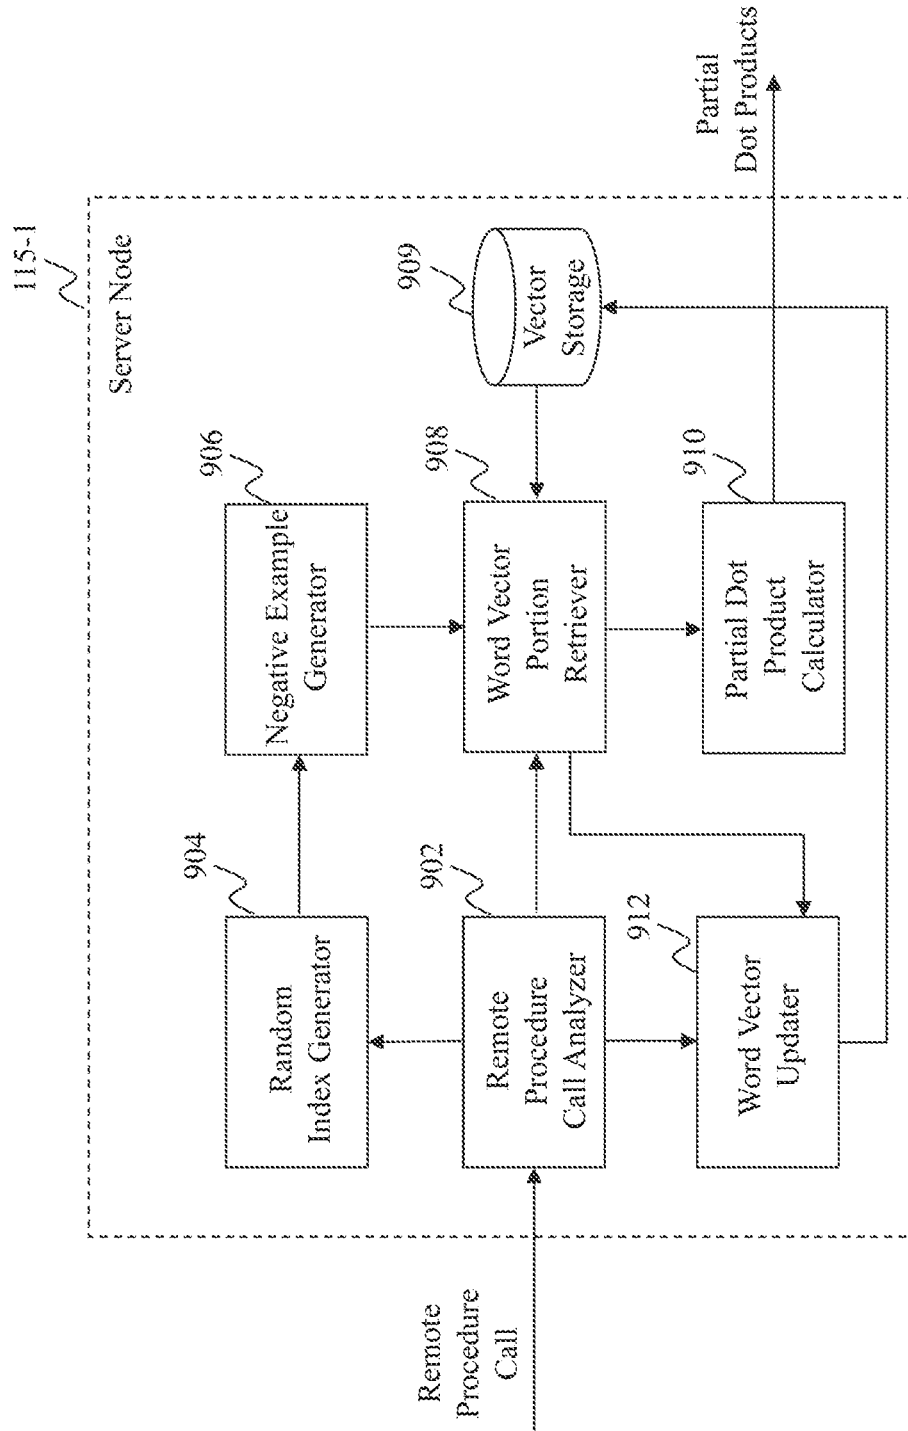 115-1
Server Node
904
Random
Index Generator
906
Negative Example
Generator
Remote
Procedure
Call
902
Remote
Procedure
Call Analyzer
908
Word Vector
Portion
Retriever
909
Vector
Storage
912
Word Vector
Updater
910
Partial Dot
Product
Calculator
Partial
Dot Products